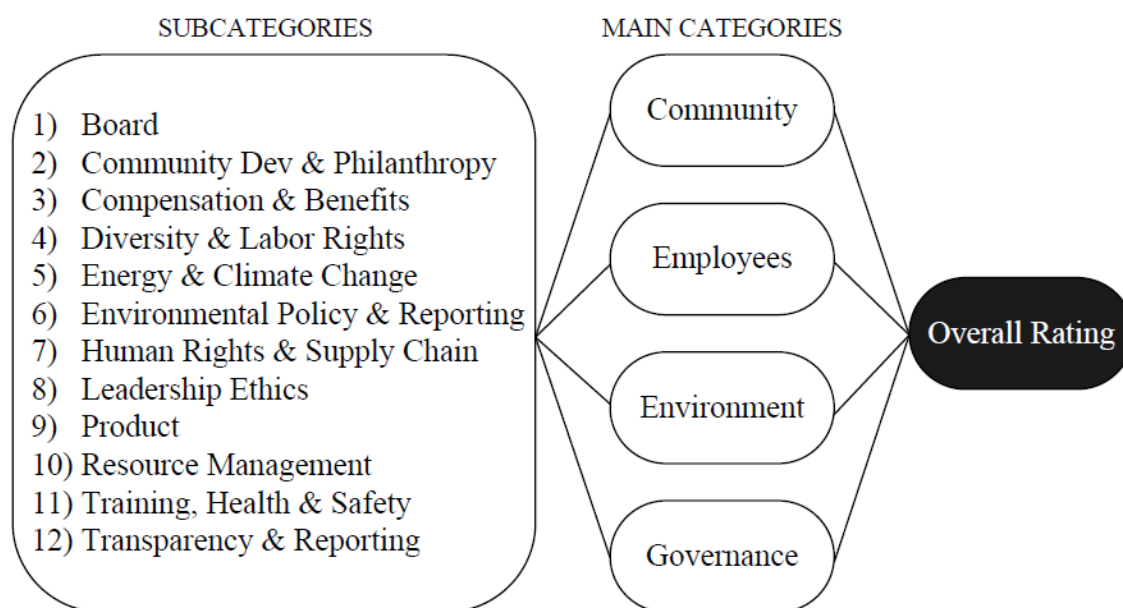 SUBCATEGORIES
MAIN CATEGORIES
1) Board
2) Community Dev & Philanthropy
3) Compensation & Benefits
4) Diversity & Labor Rights
5) Energy & Climate Change
6) Environmental Policy & Reporting
7) Human Rights & Supply Chain
8) Leadership Ethics
9) Product
10) Resource Management
11) Training, Health & Safety
12) Transparency & Reporting
Community
Employees
Environment
Governance
Overall Rating